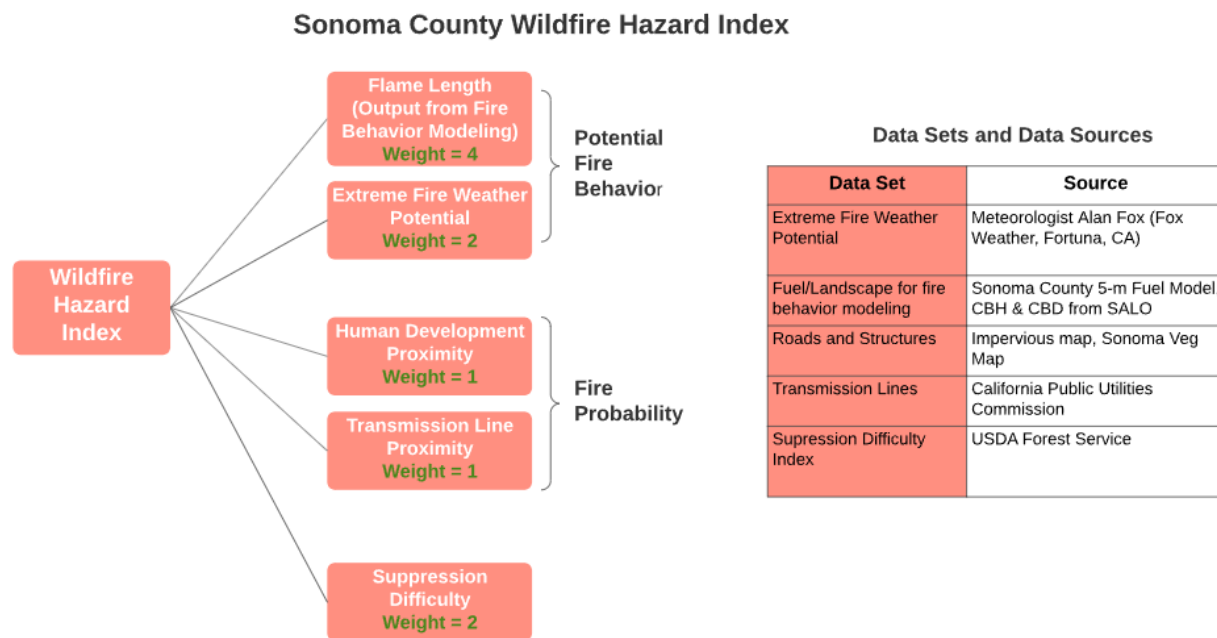 Sonoma County Wildfire Hazard Index
Wildfire
Hazard
Index
Flame Length
(Output from Fire
Behavior Modeling)
Weight = 4
Extreme Fire Weather
Potential
Weight = 2
Potential
Fire
Behavior
Human Development
Proximity
Weight = 1
Transmission Line
Proximity
Weight = 1
Fire
Probability
Suppression
Difficulty
Weight = 2
Data Sets and Data Sources
Data Set
Source
Extreme Fire Weather
Potential
Meteorologist Alan Fox (Fox
Weather, Fortuna, CA)
Fuel/Landscape for fire
behavior modeling
Sonoma County 5-m Fuel Model,
CBH & CBD from SALO
Roads and Structures
Impervious map, Sonoma Veg
Map
Transmission Lines
California Public Utilities
Commission
Supression Difficulty
Index
USDA Forest Service